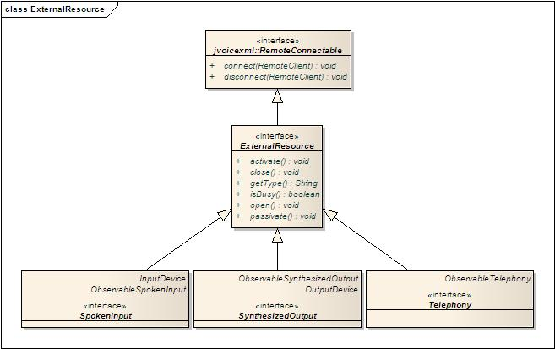 class ExternalResource
«interface»
jvoicexml::RemoteConnectable
+ connect(RemoteClient) : void
+ disconnect(RemoteClient) : void
«interface»
ExternalResource
+ activate() : void
+ close() : void
+ getType() : String
+ isBusy() : boolean
+ open() : void
+ passivate() : void
InputDevice
ObservableSpokenInput
«interface»
SpokenInput
ObservableSynthesizedOutput
OutputDevice
«interface»
SynthesizedOutput
ObservableTelephony
«interface»
Telephony